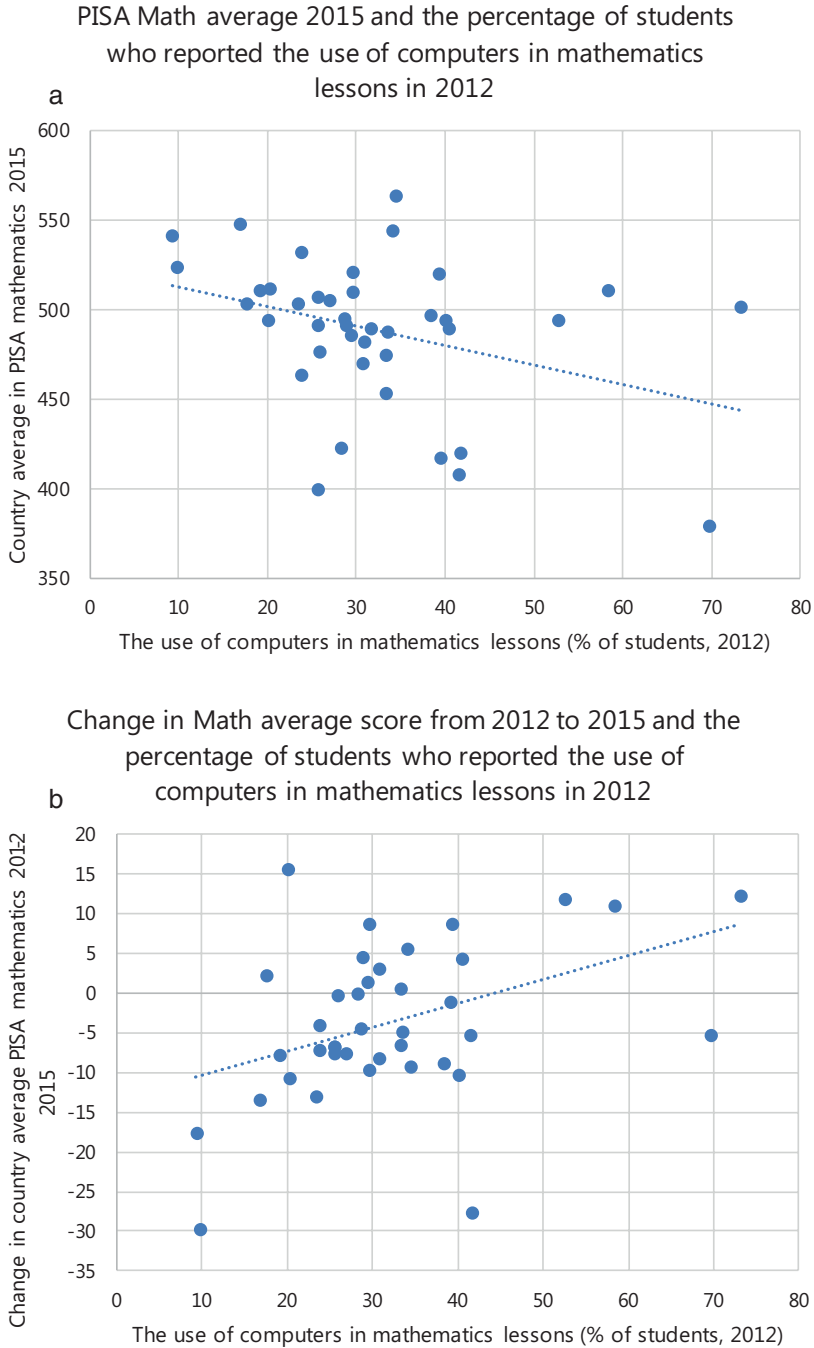 PISA Math average 2015 and the percentage of students
who reported the use of computers in mathematics
lessons in 2012
a
Country average in PISA mathematics 2015
600
550
500
450
400
350
0 10 20 30 40 50 60 70 80
The use of computers in mathematics lessons (% of students, 2012)
Change in Math average score from 2012 to 2015 and the
percentage of students who reported the use of
computers in mathematics lessons in 2012
b
Change in country average PISA mathematics 2012-
2015
20
15
10
5
0
-5
-10
-15
-20
-25
-30
-35
0 10 20 30 40 50 60 70 80
The use of computers in mathematics lessons (% of students, 2012)